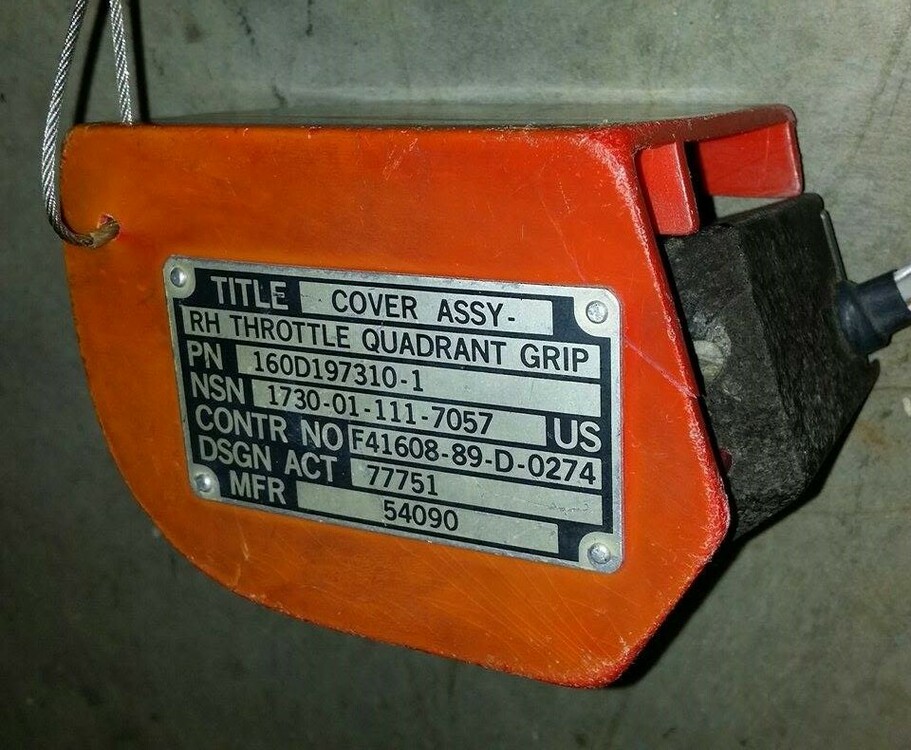 TITLE COVER ASSY-
RH THROTTLE QUADRANT GRIP
PN 160D197310-1
NSN 1730-01-111-7057 US
CONTR NO F41608-89-D-0274
DSGN ACT 77751
MFR 54090